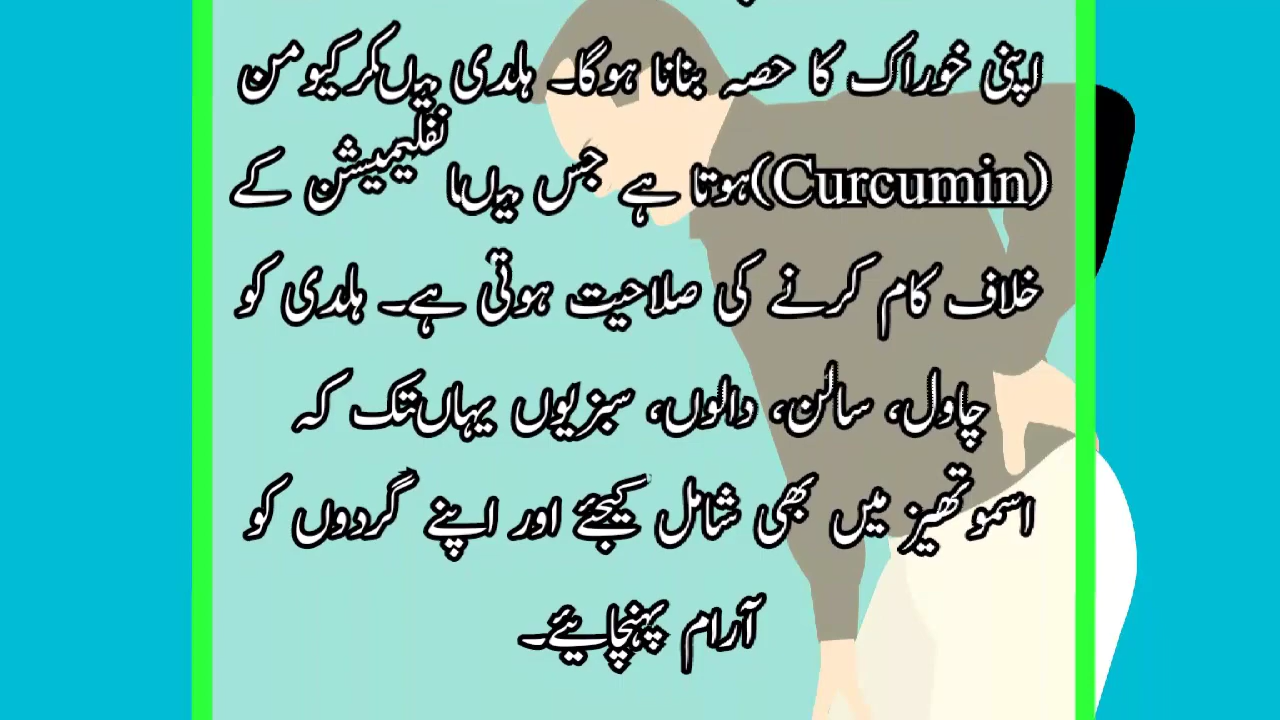 اپنی خوراک کا حصہ بنانا ہوگا۔ ہلدی میں کرکیومن
(Curcumin) ہوتا ہے جس میں انفلیمیشن کے
خلاف کام کرنے کی صلاحیت ہوتی ہے۔ ہلدی کو
چاول، سالن، دالوں، سبزیوں یہاں تک کہ
اسموتھیز میں بھی شامل کیجئے اور اپنے گردوں کو
آرام پہنچایئے۔